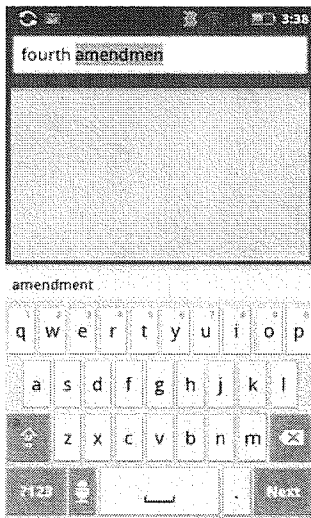 3:38
fourth amendmen
amendment
q w e r t y u i o p
a s d f g h j k l
z x c v b n m
?123 . Next